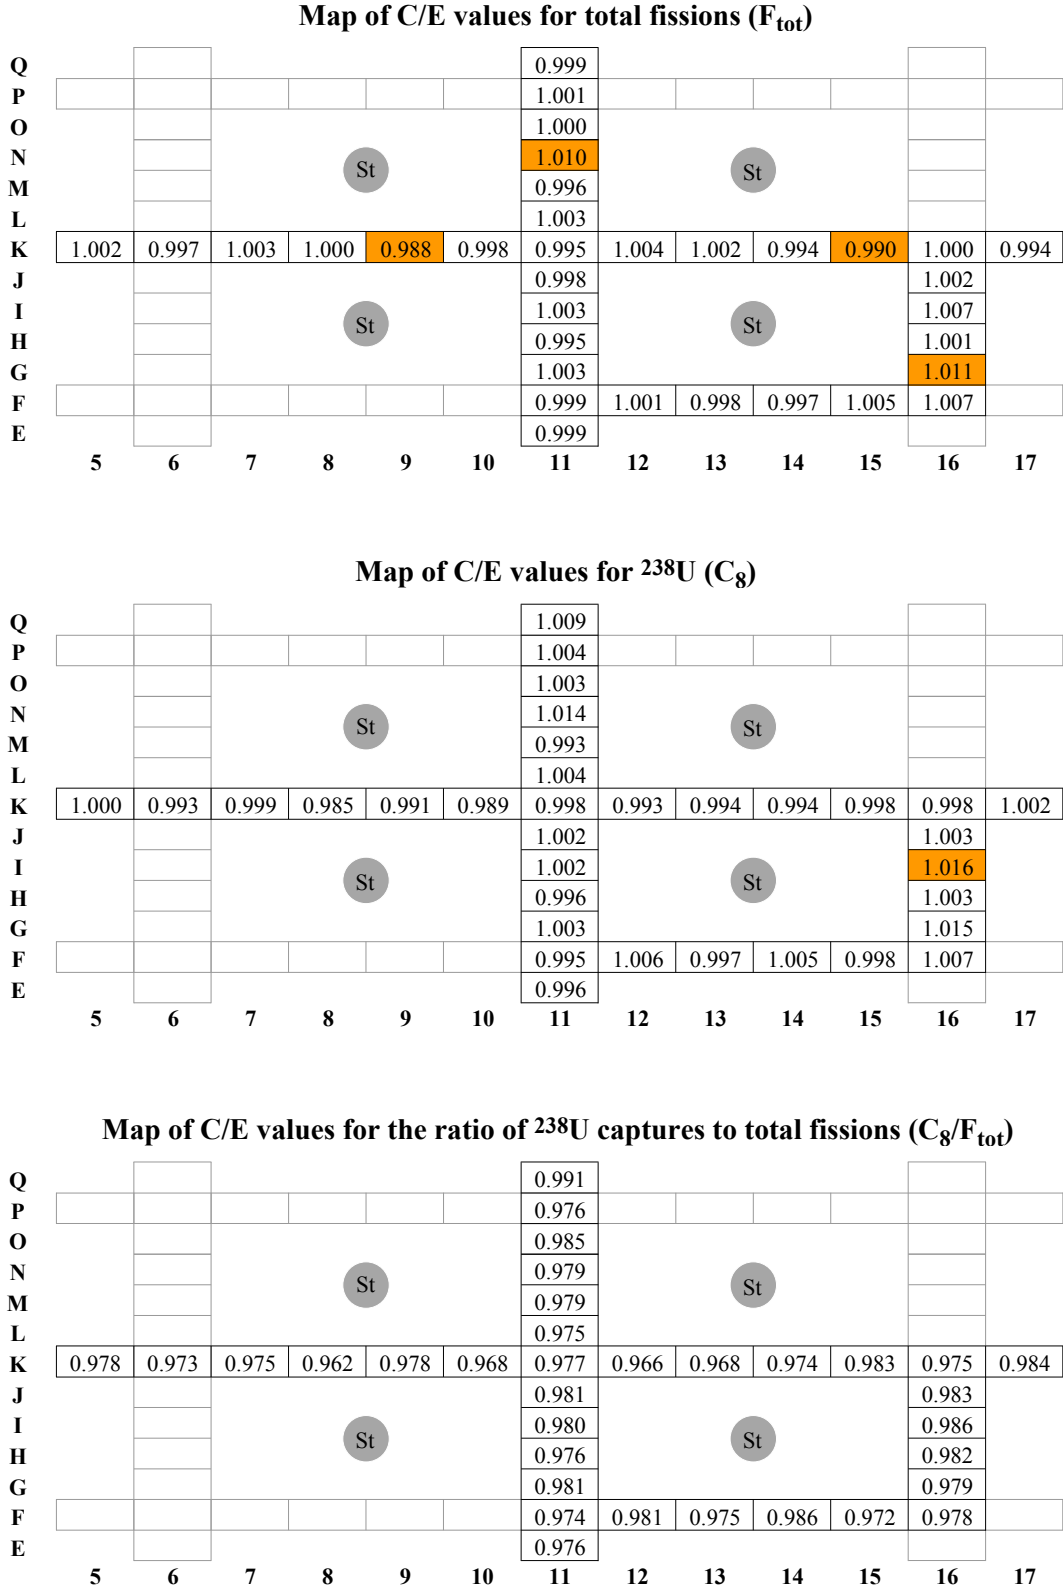 Map of C/E values for total fissions (Ftot)
Q 0.999
P 1.001
O 1.000
N 1.010
St St
M 0.996
L 1.003
K 1.002 0.997 1.003 1.000 0.988 0.998 0.995 1.004 1.002 0.994 0.990 1.000 0.994
J 0.998 1.002
I 1.003 1.007
St St
H 0.995 1.001
G 1.003 1.011
F 0.999 1.001 0.998 0.997 1.005 1.007
E 0.999
5 6 7 8 9 10 11 12 13 14 15 16 17
Map of C/E values for 238U (C8)
Q 1.009
P 1.004
O 1.003
N 1.014
St St
M 0.993
L 1.004
K 1.000 0.993 0.999 0.985 0.991 0.989 0.998 0.993 0.994 0.994 0.998 0.998 1.002
J 1.002 1.003
I 1.002 1.016
St St
H 0.996 1.003
G 1.003 1.015
F 0.995 1.006 0.997 1.005 0.998 1.007
E 0.996
5 6 7 8 9 10 11 12 13 14 15 16 17
Map of C/E values for the ratio of 238U captures to total fissions (C8/Ftot)
Q 0.991
P 0.976
O 0.985
N 0.979
St St
M 0.979
L 0.975
K 0.978 0.973 0.975 0.962 0.978 0.968 0.977 0.966 0.968 0.974 0.983 0.975 0.984
J 0.981 0.983
I 0.980 0.986
St St
H 0.976 0.982
G 0.981 0.979
F 0.974 0.981 0.975 0.986 0.972 0.978
E 0.976
5 6 7 8 9 10 11 12 13 14 15 16 17